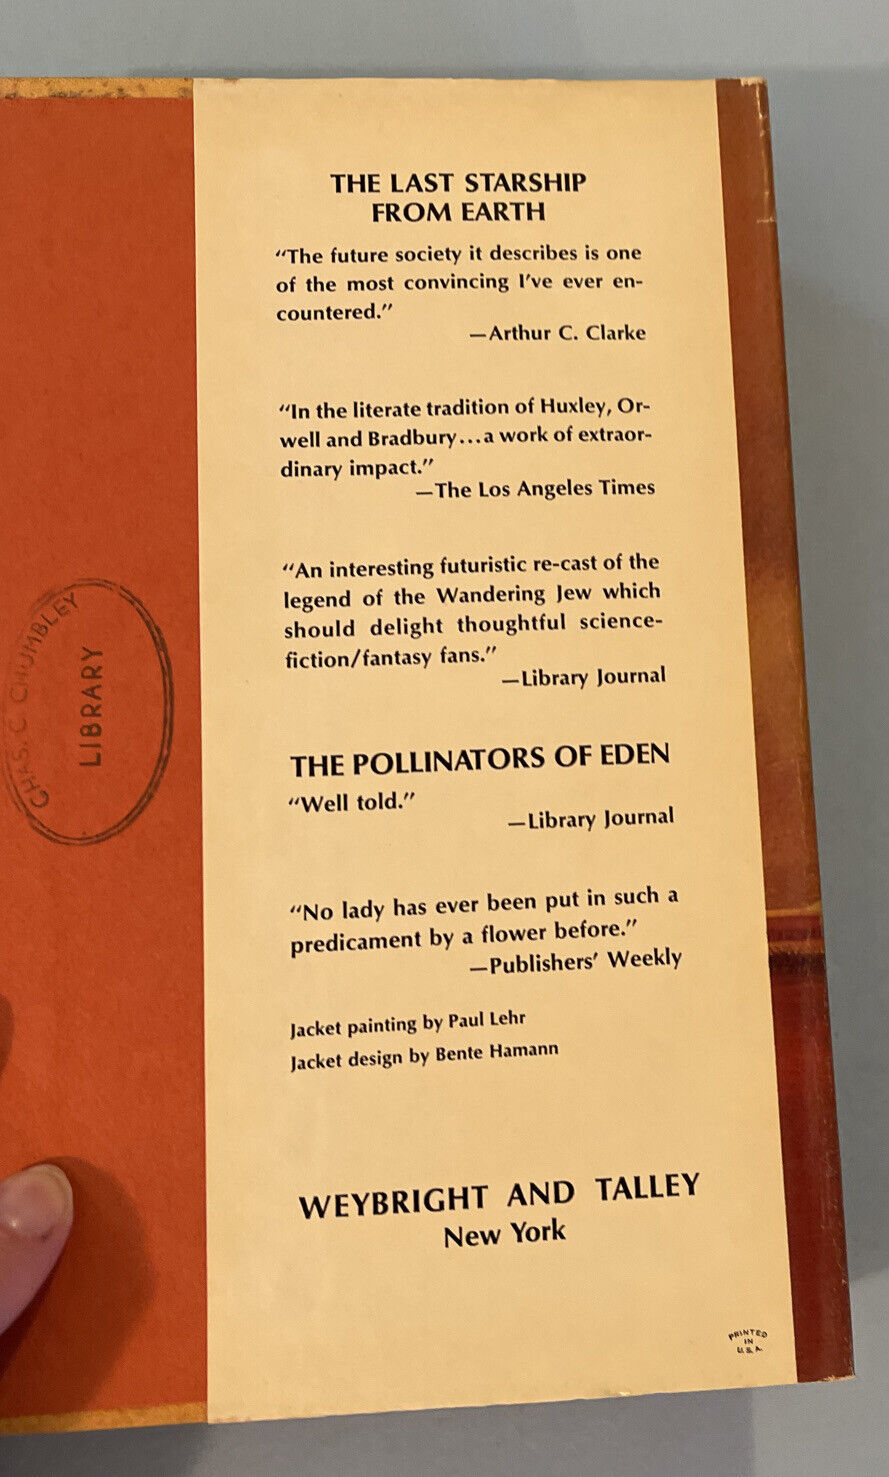 THE LAST STARSHIP
FROM EARTH
“The future society it describes is one
of the most convincing I’ve ever en-
countered.”
—Arthur C. Clarke
“In the literate tradition of Huxley, Or-
well and Bradbury...a work of extraor-
dinary impact.”
—The Los Angeles Times
“An interesting futuristic re-cast of the
legend of the Wandering Jew which
should delight thoughtful science-
fiction/fantasy fans.”
—Library Journal
THE POLLINATORS OF EDEN
“Well told.”
—Library Journal
“No lady has ever been put in such a
predicament by a flower before.”
—Publishers’ Weekly
Jacket painting by Paul Lehr
Jacket design by Bente Hamann
WEYBRIGHT AND TALLEY
New York
PRINTED
IN
U.S.A.
CHAS. C CHUMBLEY
LIBRARY